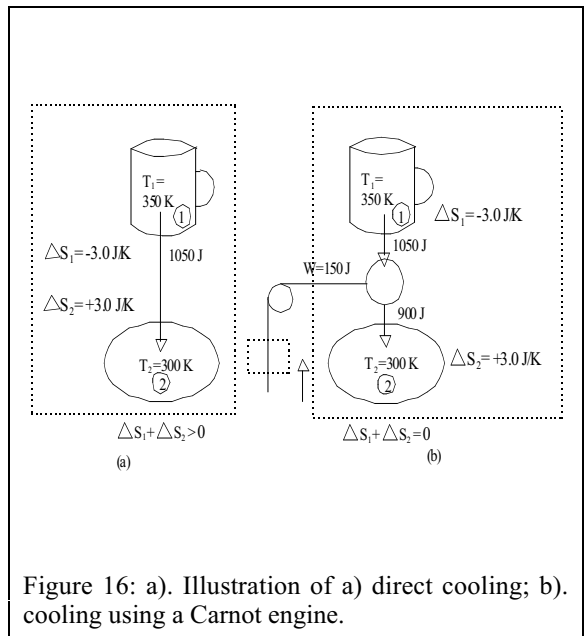 T₁=
350 K
1
△S₁= -3.0 J/K
1050 J
△S₂= +3.0 J/K
T₂=300 K
2
△S₁+△S₂>0
(a)
T₁=
350 K
1
△S₁= -3.0 J/K
1050 J
W=150 J
900 J
T₂=300 K
△S₂= +3.0 J/K
2
△S₁+△S₂=0
(b)
Figure 16: a). Illustration of a) direct cooling; b).
cooling using a Carnot engine.